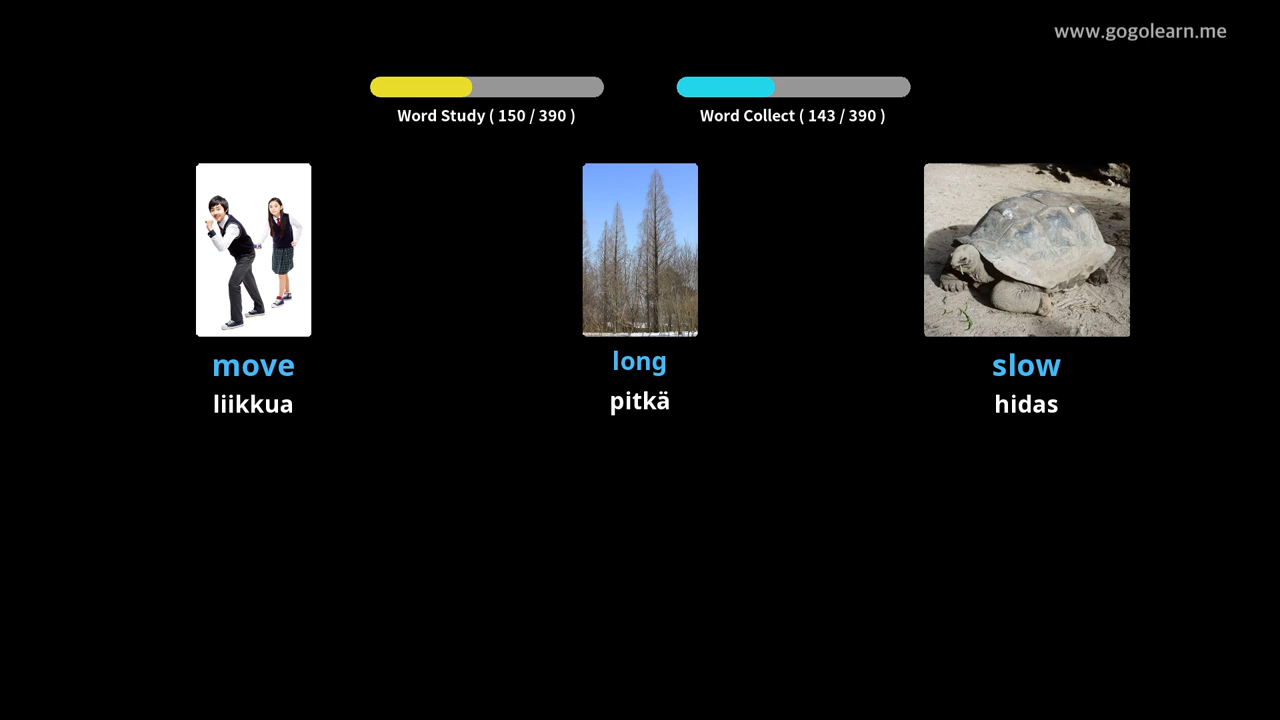 www.gogolearn.me
Word Study ( 150 / 390 )
Word Collect ( 143 / 390 )
move
long
slow
liikkua
pitkä
hidas